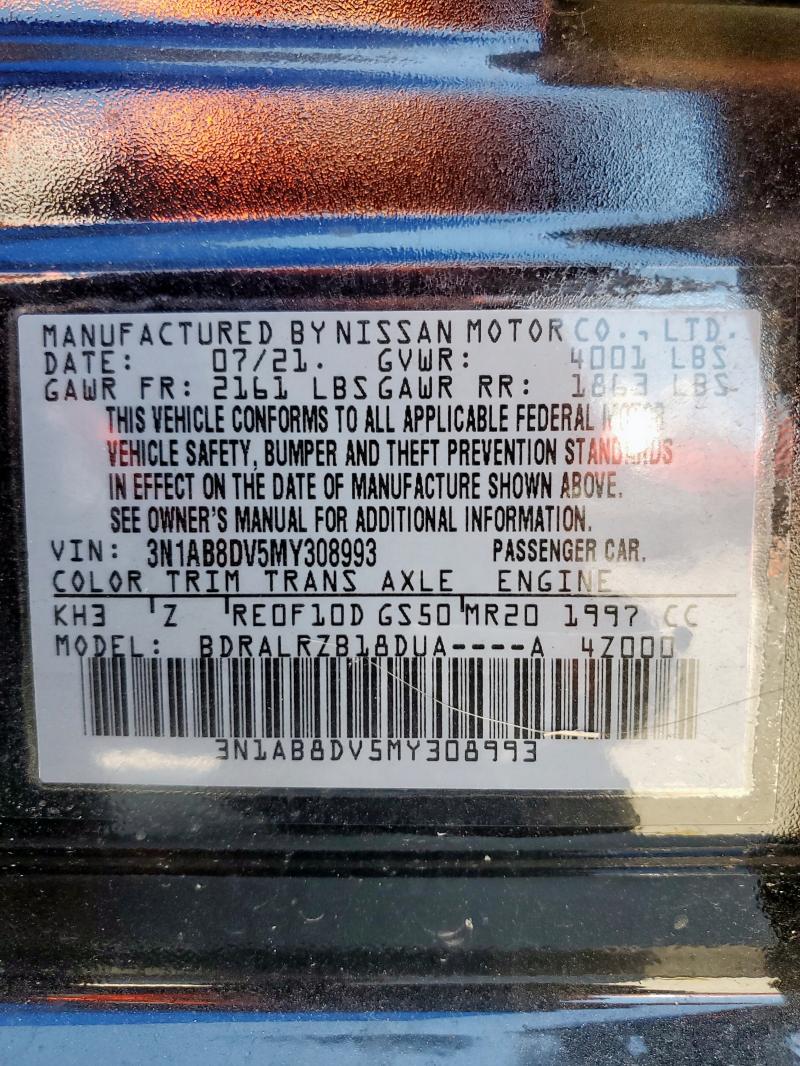 MANUFACTURED BY NISSAN MOTOR CO., LTD.
DATE: 07/21. GVWR: 4001 LBS
GAWR FR: 2161 LBS GAWR RR: 1863 LBS
THIS VEHICLE CONFORMS TO ALL APPLICABLE FEDERAL MOTOR
VEHICLE SAFETY, BUMPER AND THEFT PREVENTION STANDARDS
IN EFFECT ON THE DATE OF MANUFACTURE SHOWN ABOVE.
SEE OWNER'S MANUAL FOR ADDITIONAL INFORMATION.
VIN: 3N1AB8DV5MY308993 PASSENGER CAR.
COLOR TRIM TRANS AXLE ENGINE
KH3 Z RE0F10D GS50 MR20 1997 CC
MODEL: BDRALRZB18DUA----A 4Z000
3N1AB8DV5MY308993